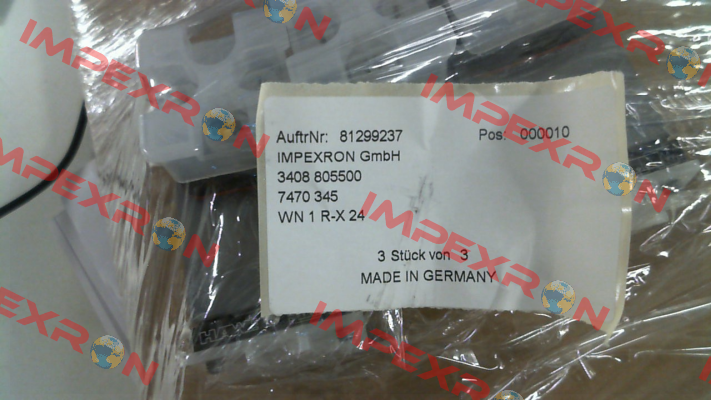 IMPEXRON
IMPEXRON
IMPEXRON
AuftrNr: 81299237 Pos: 000010
IMPEXRON GmbH
3408 805500
7470 345
WN 1 R-X 24
3 Stück von 3
MADE IN GERMANY
IMPEXRON
IMPEXRON
IMPEXRON